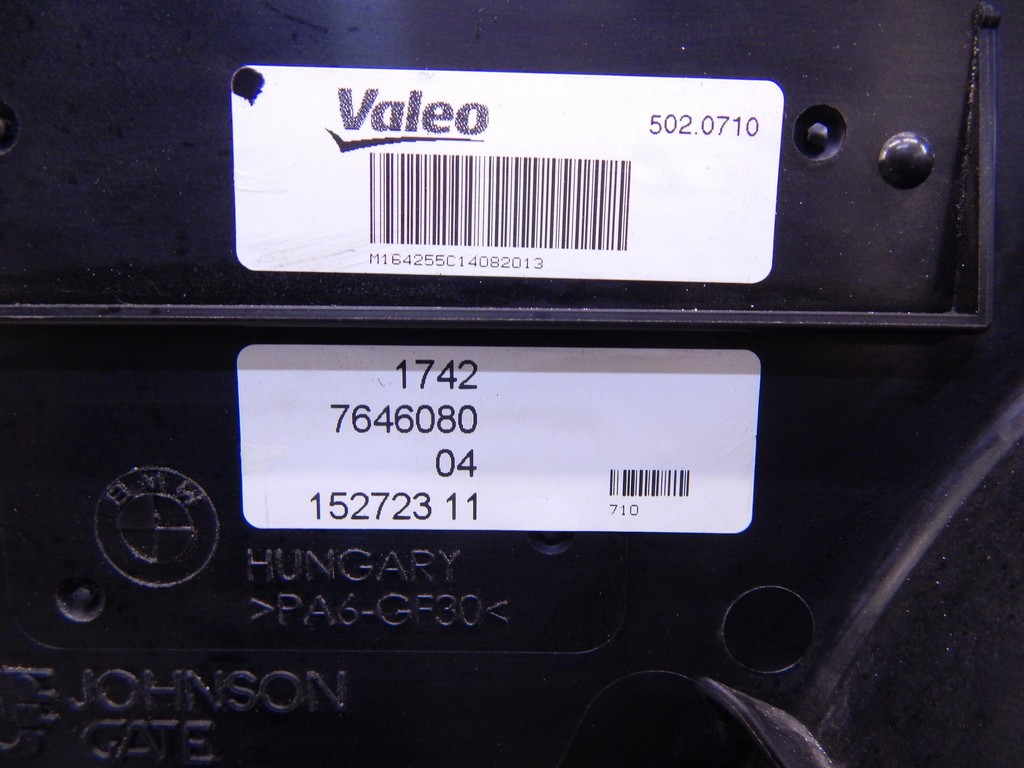 Valeo
502.0710
M164255C14082013
1742
7646080
04
152723 11
710
BMW
HUNGARY
>PA6-GF30<
JOHNSON
GATE